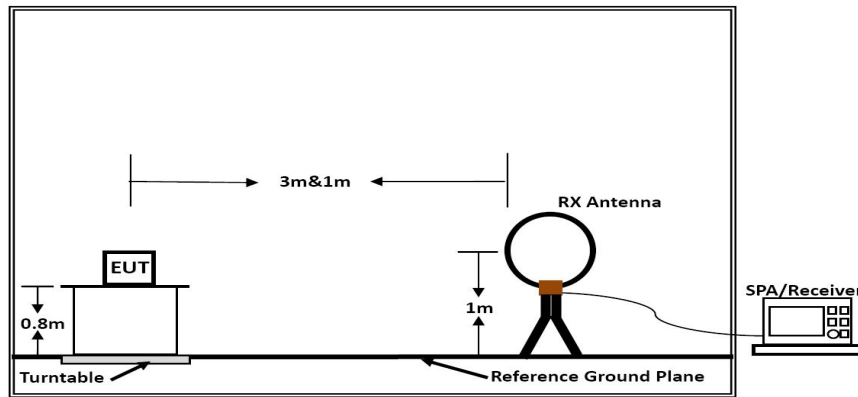 3m&1m
RX Antenna
EUT
SPA/Receiver
0.8m
1m
Turntable
Reference Ground Plane